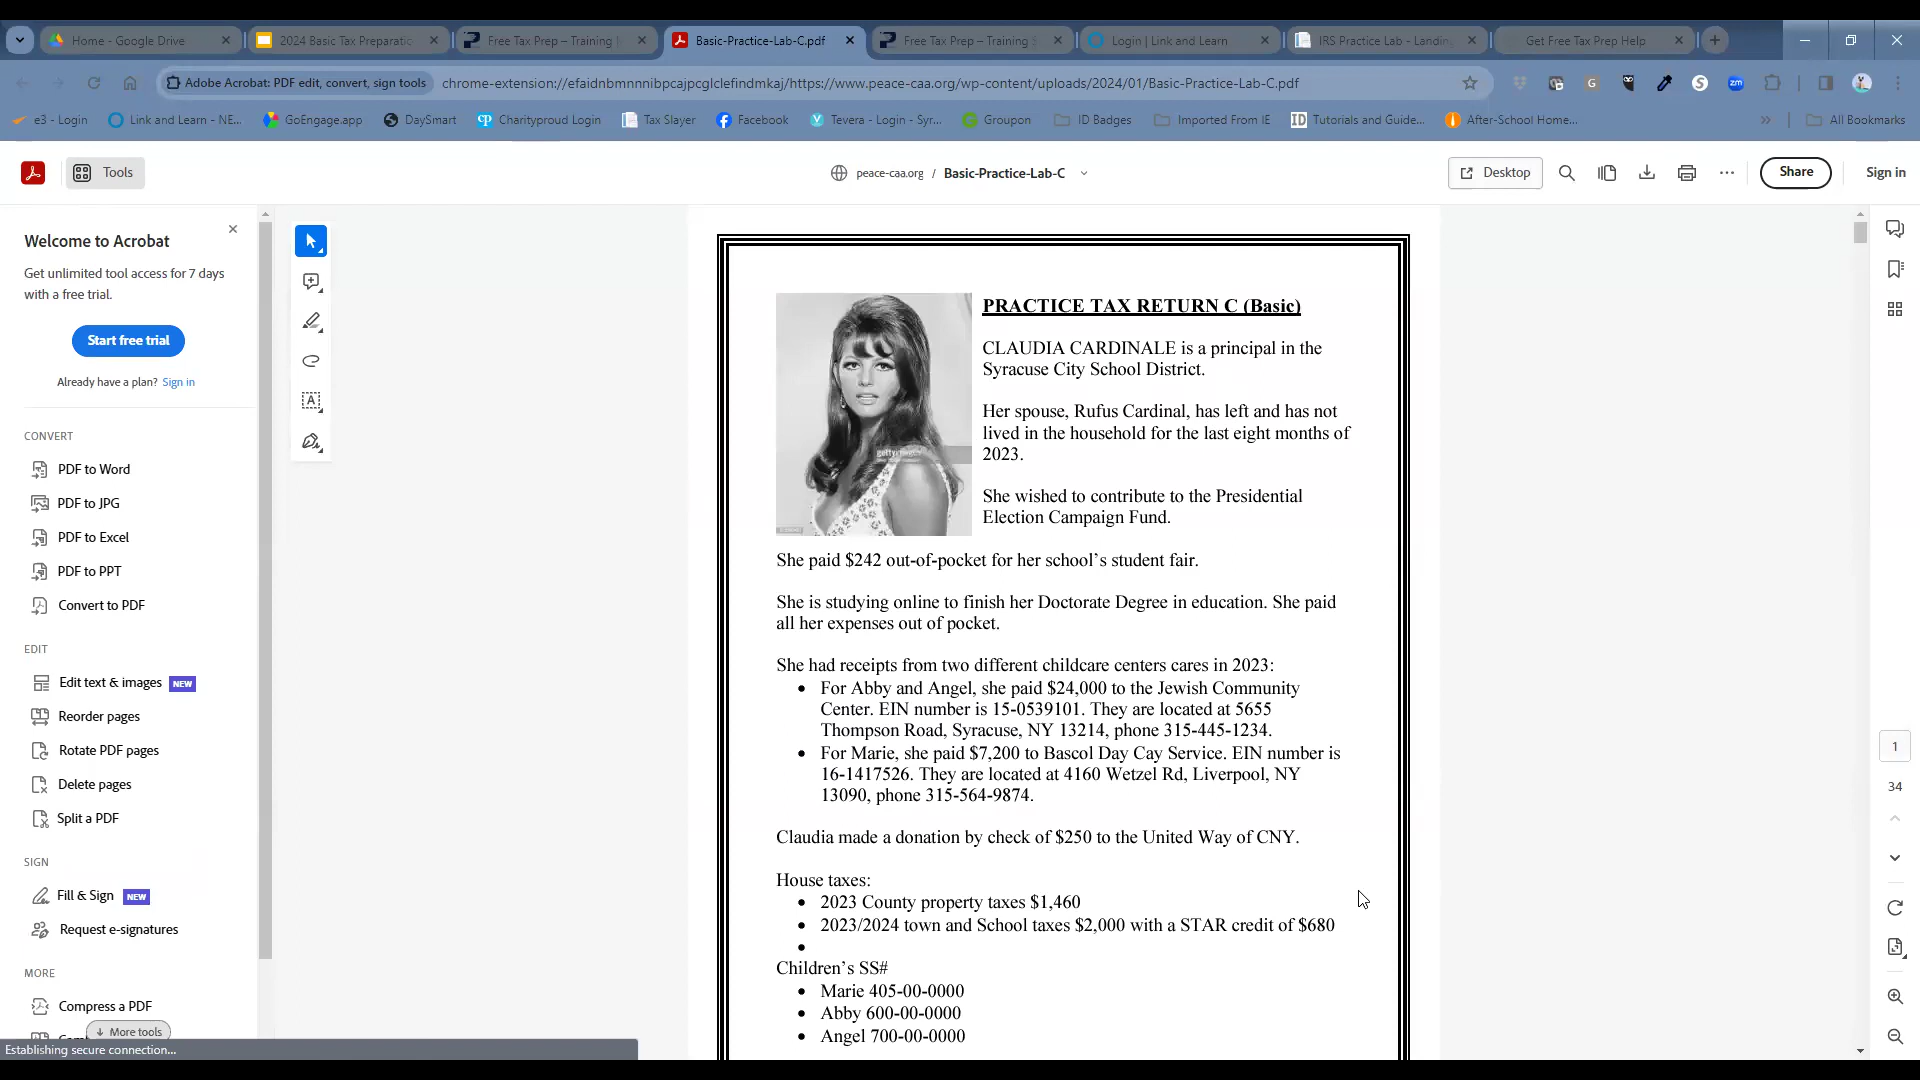 Home - Google Drive
2024 Basic Tax Preparatio
Free Tax Prep – Training |
Basic-Practice-Lab-C.pdf
Free Tax Prep – Training S
Login | Link and Learn
IRS Practice Lab - Landin
Get Free Tax Prep Help
Adobe Acrobat: PDF edit, convert, sign tools
chrome-extension://efaidnbmnnnibpcajpcglclefindmkaj/https://www.peace-caa.org/wp-content/uploads/2024/01/Basic-Practice-Lab-C.pdf
e3 - Login
Link and Learn - NE...
GoEngage.app
DaySmart
Charityproud Login
Tax Slayer
Facebook
Tevera - Login - Syr...
Groupon
ID Badges
Imported From IE
Tutorials and Guide...
After-School Home...
All Bookmarks
Tools
peace-caa.org / Basic-Practice-Lab-C
Desktop
Share
Sign in
Welcome to Acrobat
Get unlimited tool access for 7 days
with a free trial.
Start free trial
Already have a plan? Sign in
CONVERT
PDF to Word
PDF to JPG
PDF to Excel
PDF to PPT
Convert to PDF
EDIT
Edit text & images NEW
Reorder pages
Rotate PDF pages
Delete pages
Split a PDF
SIGN
Fill & Sign NEW
Request e-signatures
MORE
Compress a PDF
More tools
Establishing secure connection...
PRACTICE TAX RETURN C (Basic)
CLAUDIA CARDINALE is a principal in the
Syracuse City School District.
Her spouse, Rufus Cardinal, has left and has not
lived in the household for the last eight months of
2023.
She wished to contribute to the Presidential
Election Campaign Fund.
She paid $242 out-of-pocket for her school's student fair.
She is studying online to finish her Doctorate Degree in education. She paid
all her expenses out of pocket.
She had receipts from two different childcare centers cares in 2023:
• For Abby and Angel, she paid $24,000 to the Jewish Community
Center. EIN number is 15-0539101. They are located at 5655
Thompson Road, Syracuse, NY 13214, phone 315-445-1234.
• For Marie, she paid $7,200 to Bascol Day Cay Service. EIN number is
16-1417526. They are located at 4160 Wetzel Rd, Liverpool, NY
13090, phone 315-564-9874.
Claudia made a donation by check of $250 to the United Way of CNY.
House taxes:
• 2023 County property taxes $1,460
• 2023/2024 town and School taxes $2,000 with a STAR credit of $680
•
Children's SS#
• Marie 405-00-0000
• Abby 600-00-0000
• Angel 700-00-0000
1
34